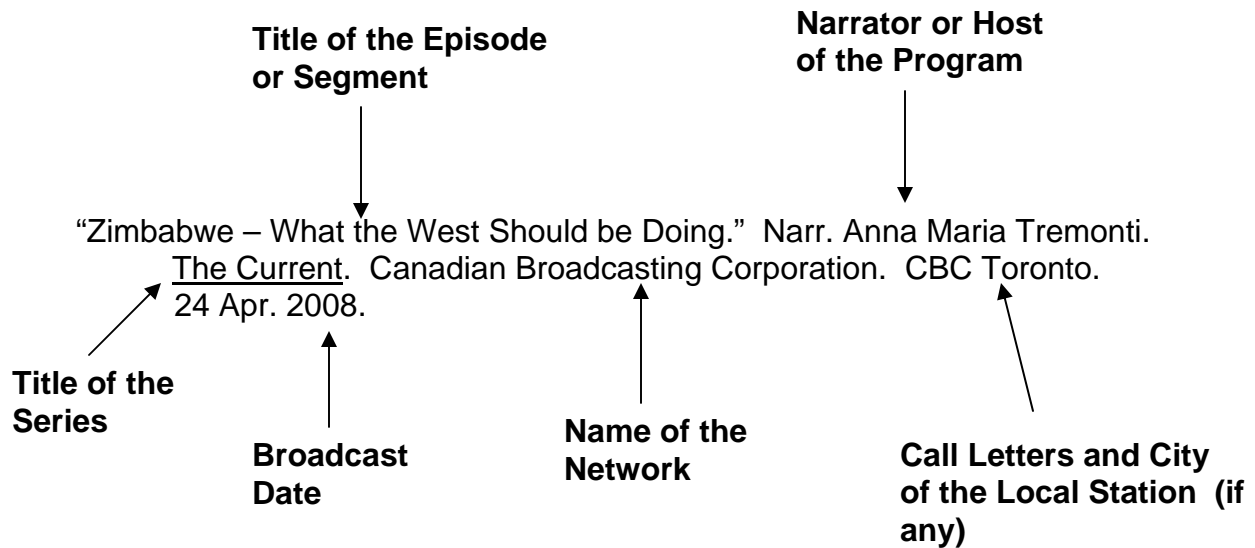 Title of the Episode
or Segment
Narrator or Host
of the Program
“Zimbabwe – What the West Should be Doing.”  Narr. Anna Maria Tremonti.
The Current.  Canadian Broadcasting Corporation.  CBC Toronto.
24 Apr. 2008.
Title of the
Series
Broadcast
Date
Name of the
Network
Call Letters and City
of the Local Station  (if
any)